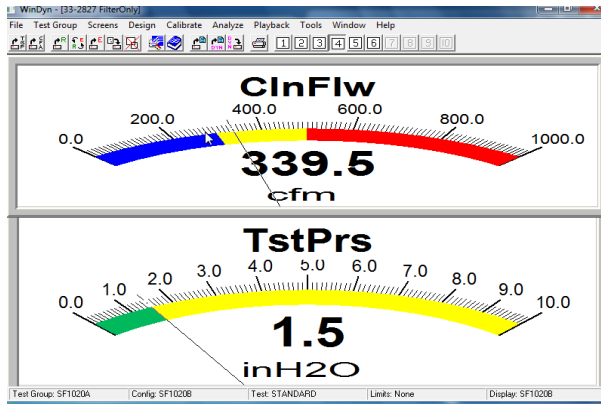 WinDyn - [33-2827 FilterOnly]
File Test Group Screens Design Calibrate Analyze Playback Tools Window Help
1 2 3 4 5 6 7 8 9 10
ClnFlw
0.0 200.0 400.0 600.0 800.0 1000.0
339.5
cfm
TstPrs
0.0 1.0 2.0 3.0 4.0 5.0 6.0 7.0 8.0 9.0 10.0
1.5
inH2O
Test Group: SF1020A Config: SF1020B Test: STANDARD Limits: None Display: SF1020B